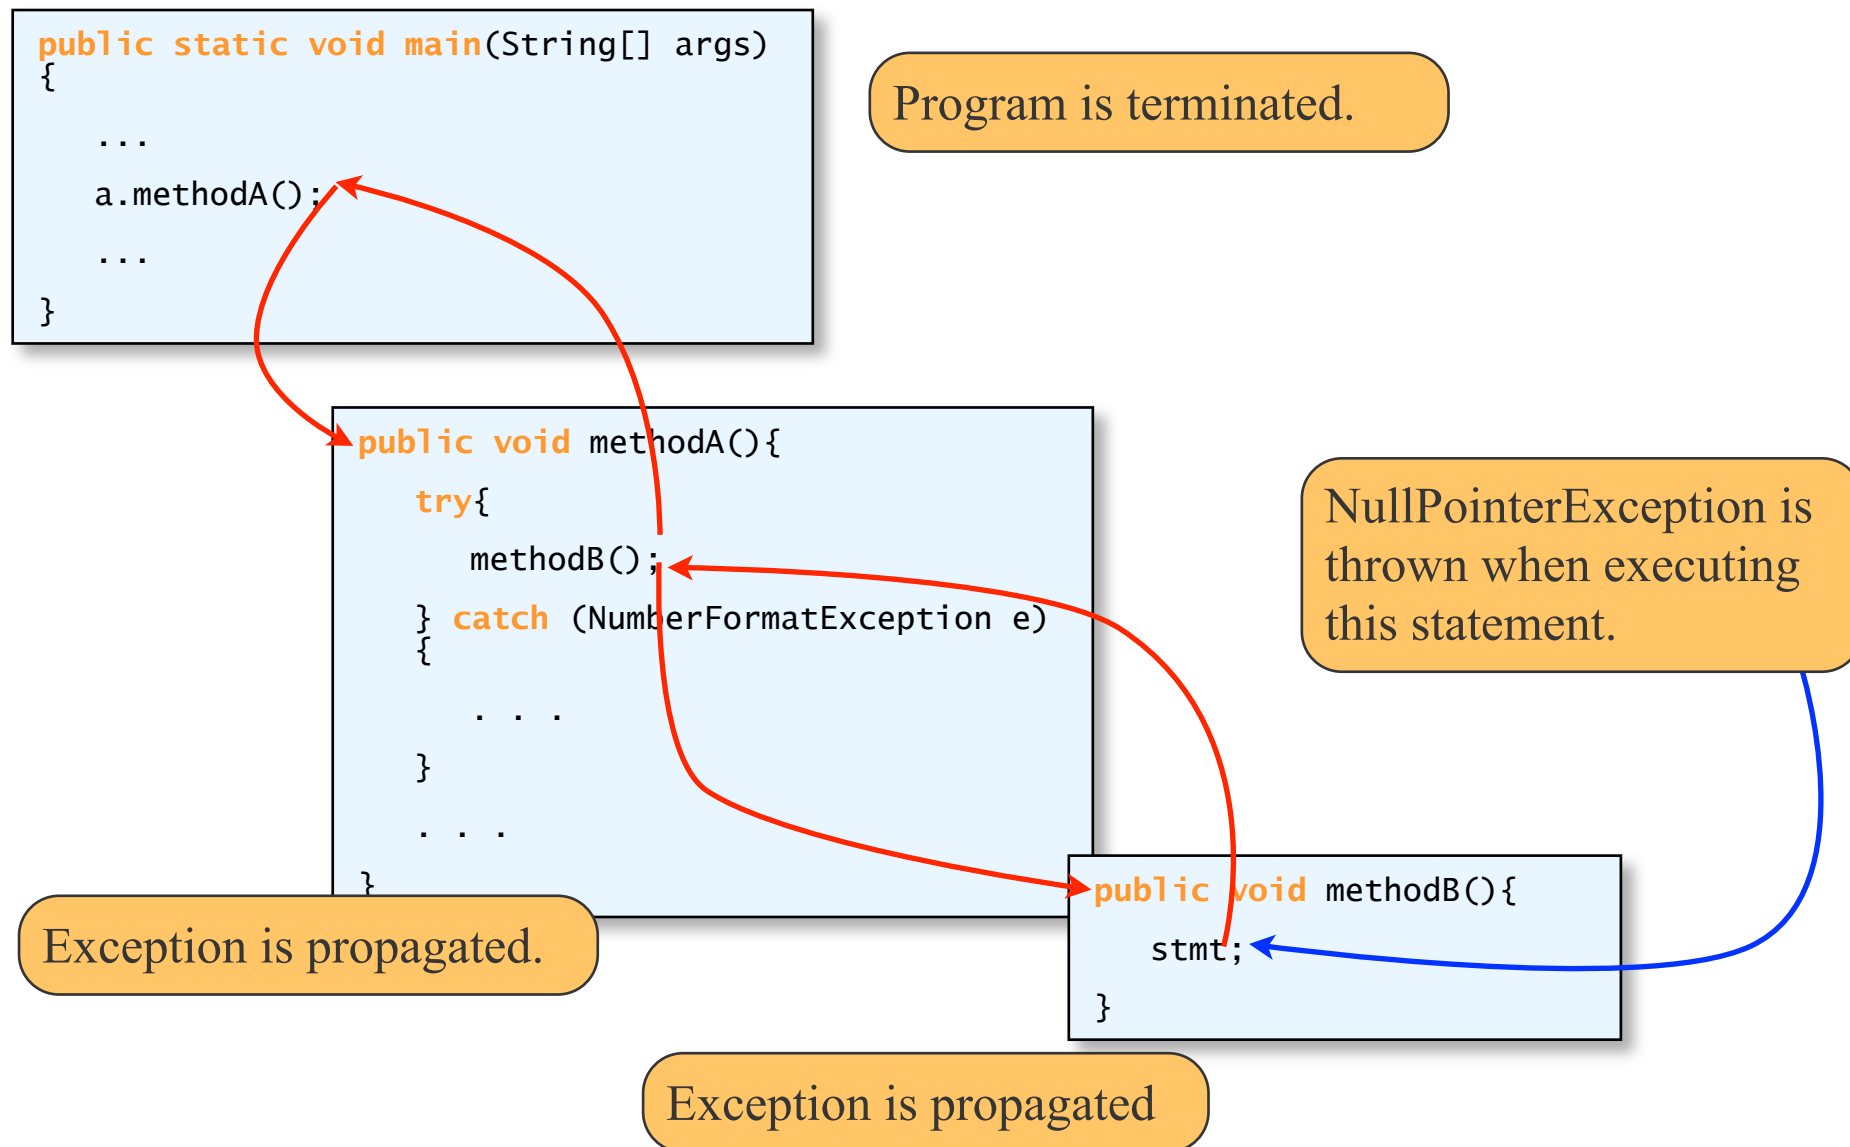 public static void main(String[] args)
{
...
a.methodA();
...
}
Program is terminated.
public void methodA(){
try{
methodB();
} catch (NumberFormatException e)
{
. . .
}
. . .
}
NullPointerException is
thrown when executing
this statement.
Exception is propagated.
public void methodB(){
stmt;
}
Exception is propagated